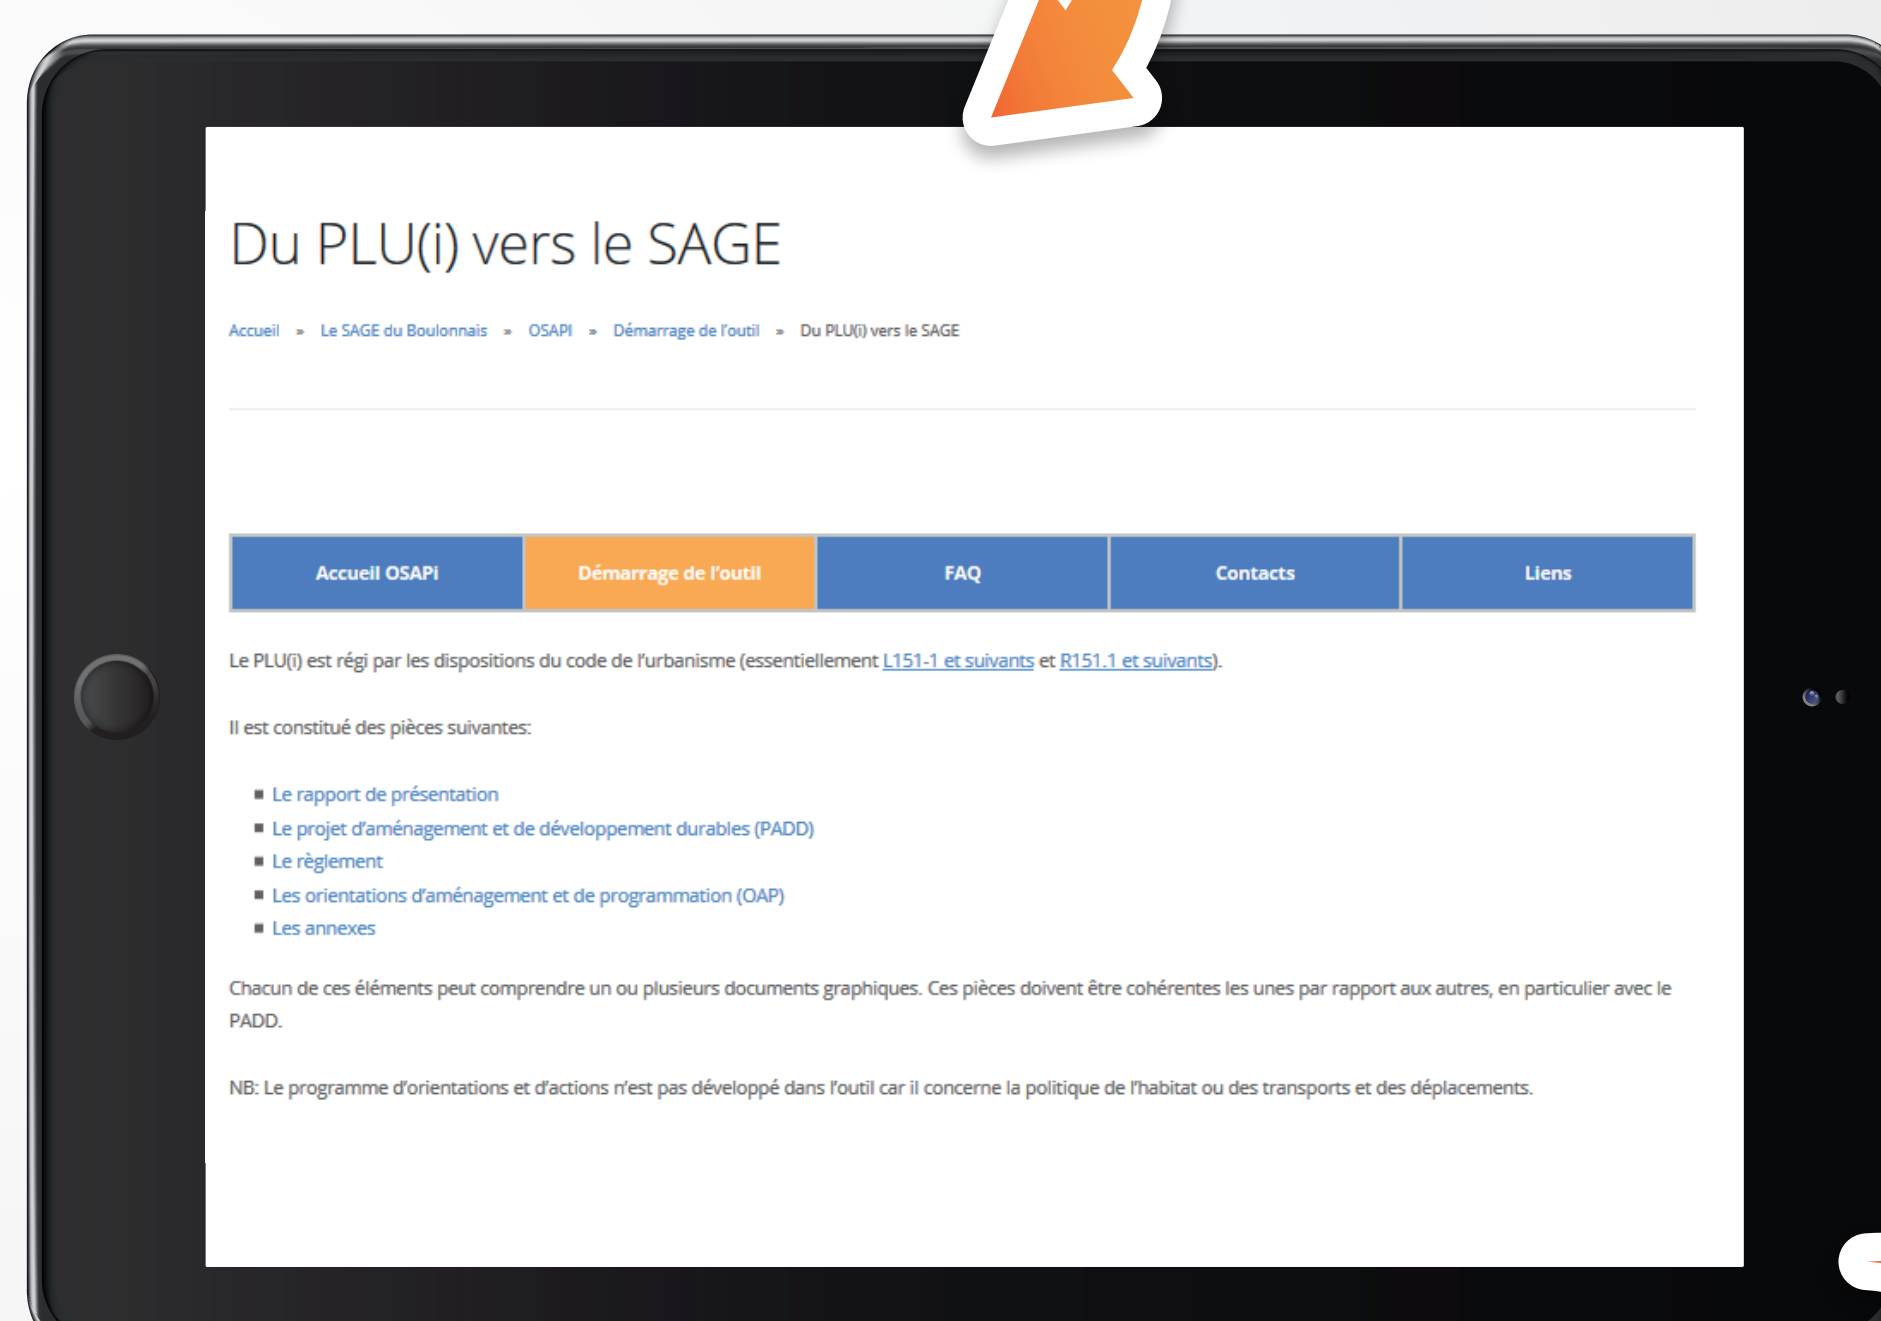 Du PLU(i) vers le SAGE
Accueil » Le SAGE du Boulonnais » OSAPI » Démarrage de l'outil » Du PLU(i) vers le SAGE
Accueil OSAPi Démarrage de l'outil FAQ Contacts Liens
Le PLU(i) est régi par les dispositions du code de l'urbanisme (essentiellement L151-1 et suivants et R151.1 et suivants).
Il est constitué des pièces suivantes:
Le rapport de présentation
Le projet d'aménagement et de développement durables (PADD)
Le règlement
Les orientations d'aménagement et de programmation (OAP)
Les annexes
Chacun de ces éléments peut comprendre un ou plusieurs documents graphiques. Ces pièces doivent être cohérentes les unes par rapport aux autres, en particulier avec le
PADD.
NB: Le programme d'orientations et d'actions n'est pas développé dans l'outil car il concerne la politique de l'habitat ou des transports et des déplacements.